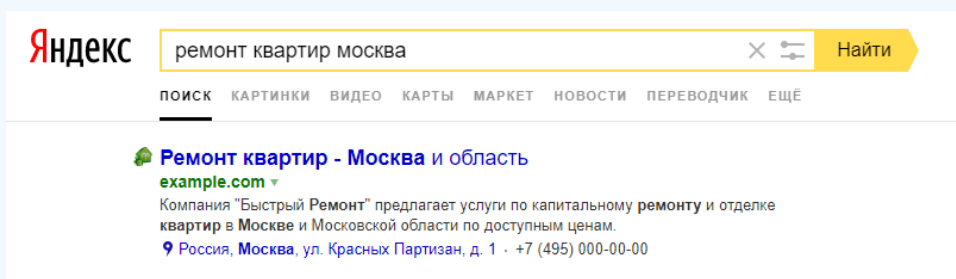 Яндекс
ремонт квартир москва
Найти
ПОИСК КАРТИНКИ ВИДЕО КАРТЫ МАРКЕТ НОВОСТИ ПЕРЕВОДЧИК ЕЩЁ
Ремонт квартир - Москва и область
example.com
Компания "Быстрый Ремонт" предлагает услуги по капитальному ремонту и отделке
квартир в Москве и Московской области по доступным ценам.
Россия, Москва, ул. Красных Партизан, д. 1 · +7 (495) 000-00-00